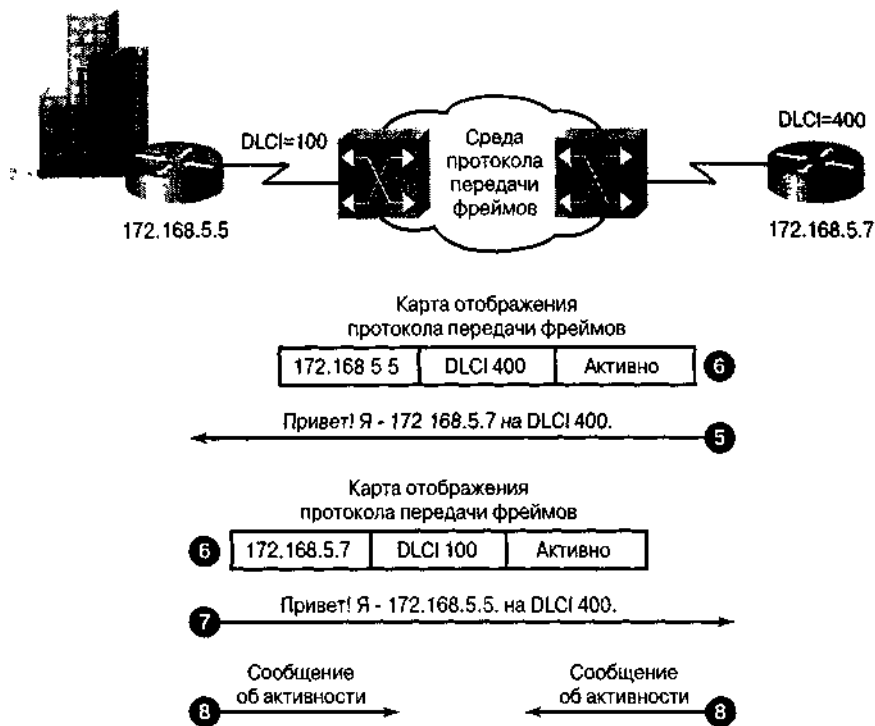 DLCI=100
Среда
протокола
передачи
фреймов
DLCI=400
172.168.5.5
172.168.5.7
Карта отображения
протокола передачи фреймов
172.168 5 5 DLCI 400 Активно 6
Привет! Я - 172 168.5.7 на DLCI 400.
5
Карта отображения
протокола передачи фреймов
6 172.168.5.7 DLCI 100 Активно
Привет! Я - 172.168.5.5. на DLCI 400.
7
Сообщение
об активности
8
Сообщение
об активности
8